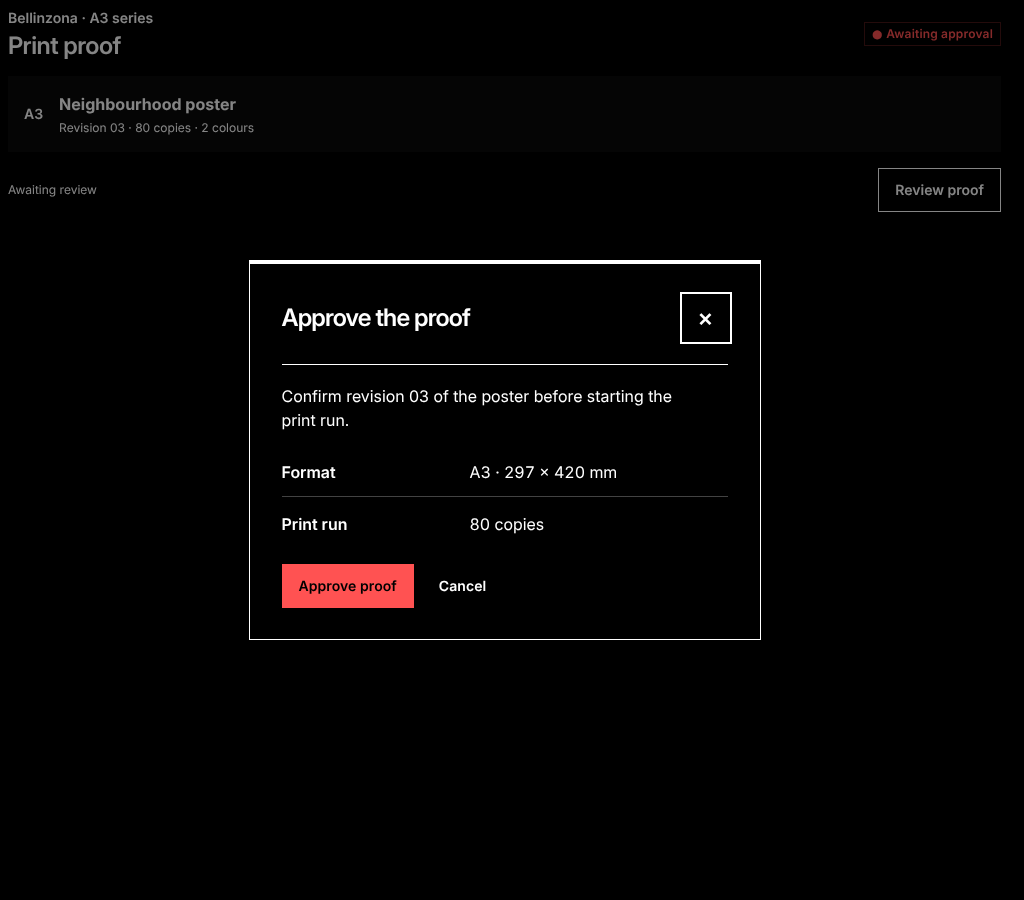 Bellinzona · A3 series
Print proof
Awaiting approval
A3
Neighbourhood poster
Revision 03 · 80 copies · 2 colours
Awaiting review
Review proof
Approve the proof
×
Confirm revision 03 of the poster before starting the
print run.
Format
A3 · 297 × 420 mm
Print run
80 copies
Approve proof
Cancel